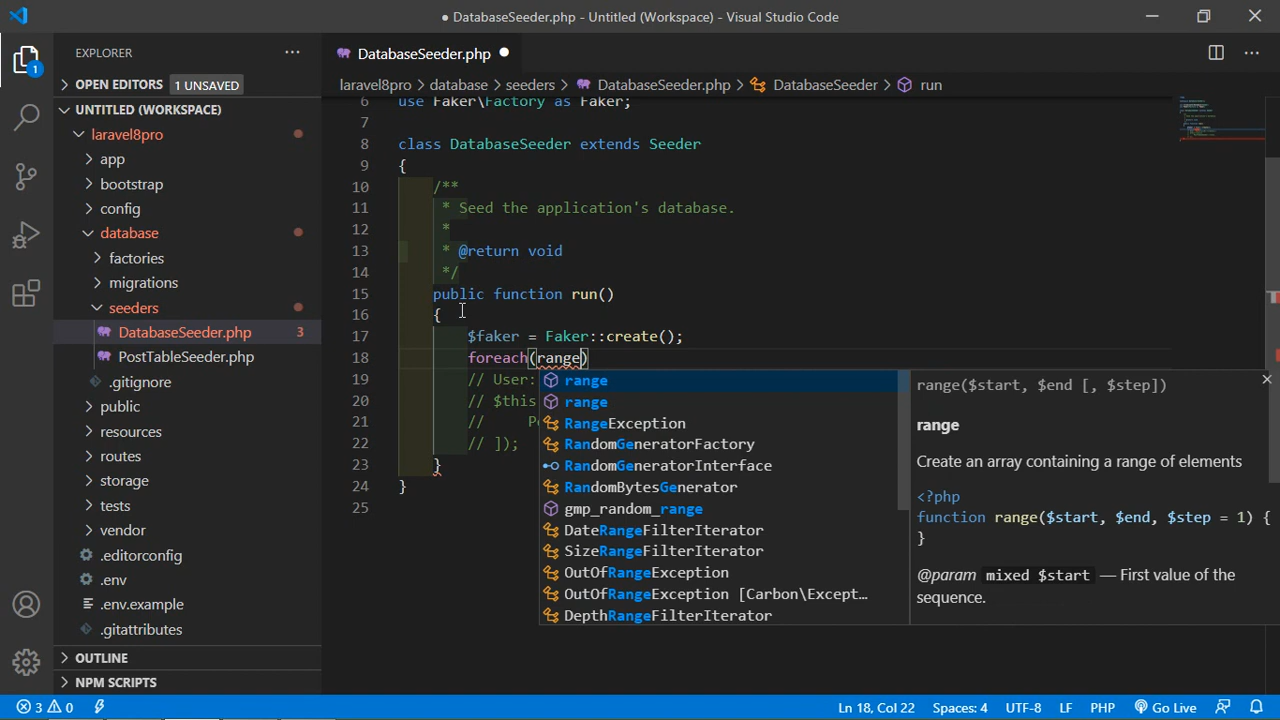 ● DatabaseSeeder.php - Untitled (Workspace) - Visual Studio Code
EXPLORER
OPEN EDITORS 1 UNSAVED
UNTITLED (WORKSPACE)
laravel8pro
app
bootstrap
config
database
factories
migrations
seeders
DatabaseSeeder.php 3
PostTableSeeder.php
.gitignore
public
resources
routes
storage
tests
vendor
.editorconfig
.env
.env.example
.gitattributes
OUTLINE
NPM SCRIPTS
1
DatabaseSeeder.php
laravel8pro > database > seeders > DatabaseSeeder.php > DatabaseSeeder > run
6 use Faker\Factory as Faker;
7
8 class DatabaseSeeder extends Seeder
9 {
10 /**
11 * Seed the application's database.
12 *
13 * @return void
14 */
15 public function run()
16 {
17 $faker = Faker::create();
18 foreach(range)
19 // User:
20 // $this
21 // P
22 // ]);
23 }
24 }
25
range
range
RangeException
RandomGeneratorFactory
RandomGeneratorInterface
RandomBytesGenerator
gmp_random_range
DateRangeFilterIterator
SizeRangeFilterIterator
OutOfRangeException
OutOfRangeException [Carbon\Except...
DepthRangeFilterIterator
range($start, $end [, $step])
range
Create an array containing a range of elements
<?php
function range($start, $end, $step = 1) {
}
@param mixed $start — First value of the
sequence.
3 0 Ln 18, Col 22 Spaces: 4 UTF-8 LF PHP Go Live